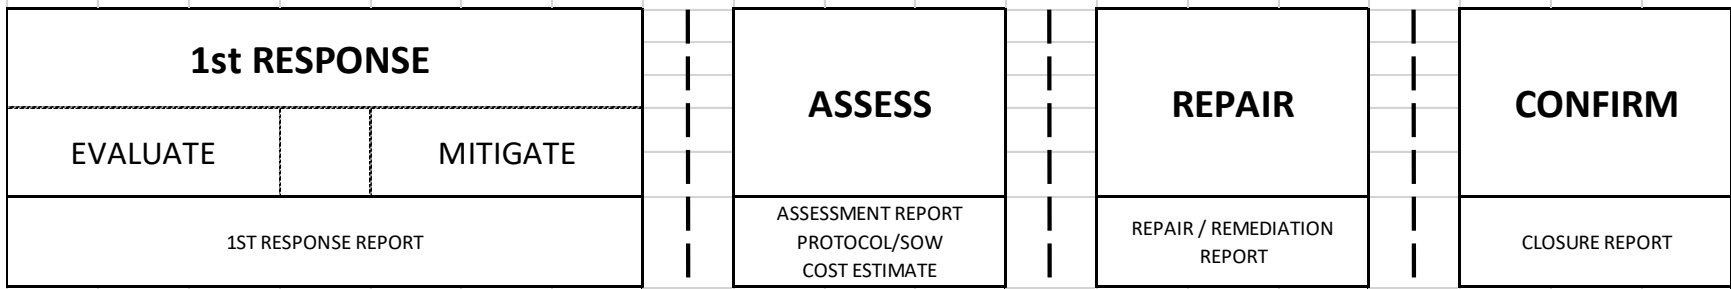 1st RESPONSE
EVALUATE
MITIGATE
1ST RESPONSE REPORT
ASSESS
ASSESSMENT REPORT
PROTOCOL/SOW
COST ESTIMATE
REPAIR
REPAIR / REMEDIATION
REPORT
CONFIRM
CLOSURE REPORT